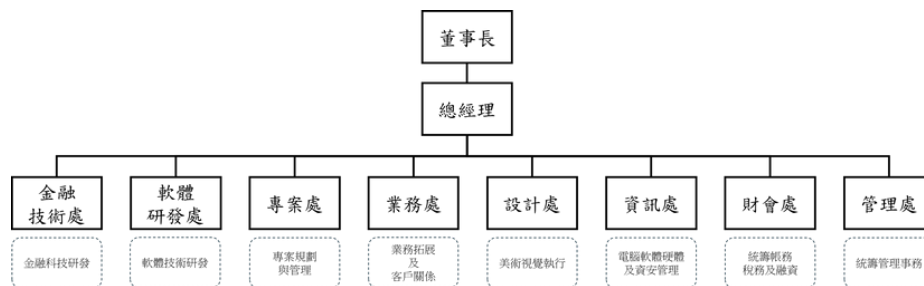 董事長
總經理
金融
技術處
軟體
研發處
專案處
業務處
設計處
資訊處
財會處
管理處
金融科技研發
軟體技術研發
專案規劃
與管理
業務拓展
及
客戶關係
美術視覺執行
電腦軟體硬體
及資安管理
統籌帳務
稅務及融資
統籌管理事務